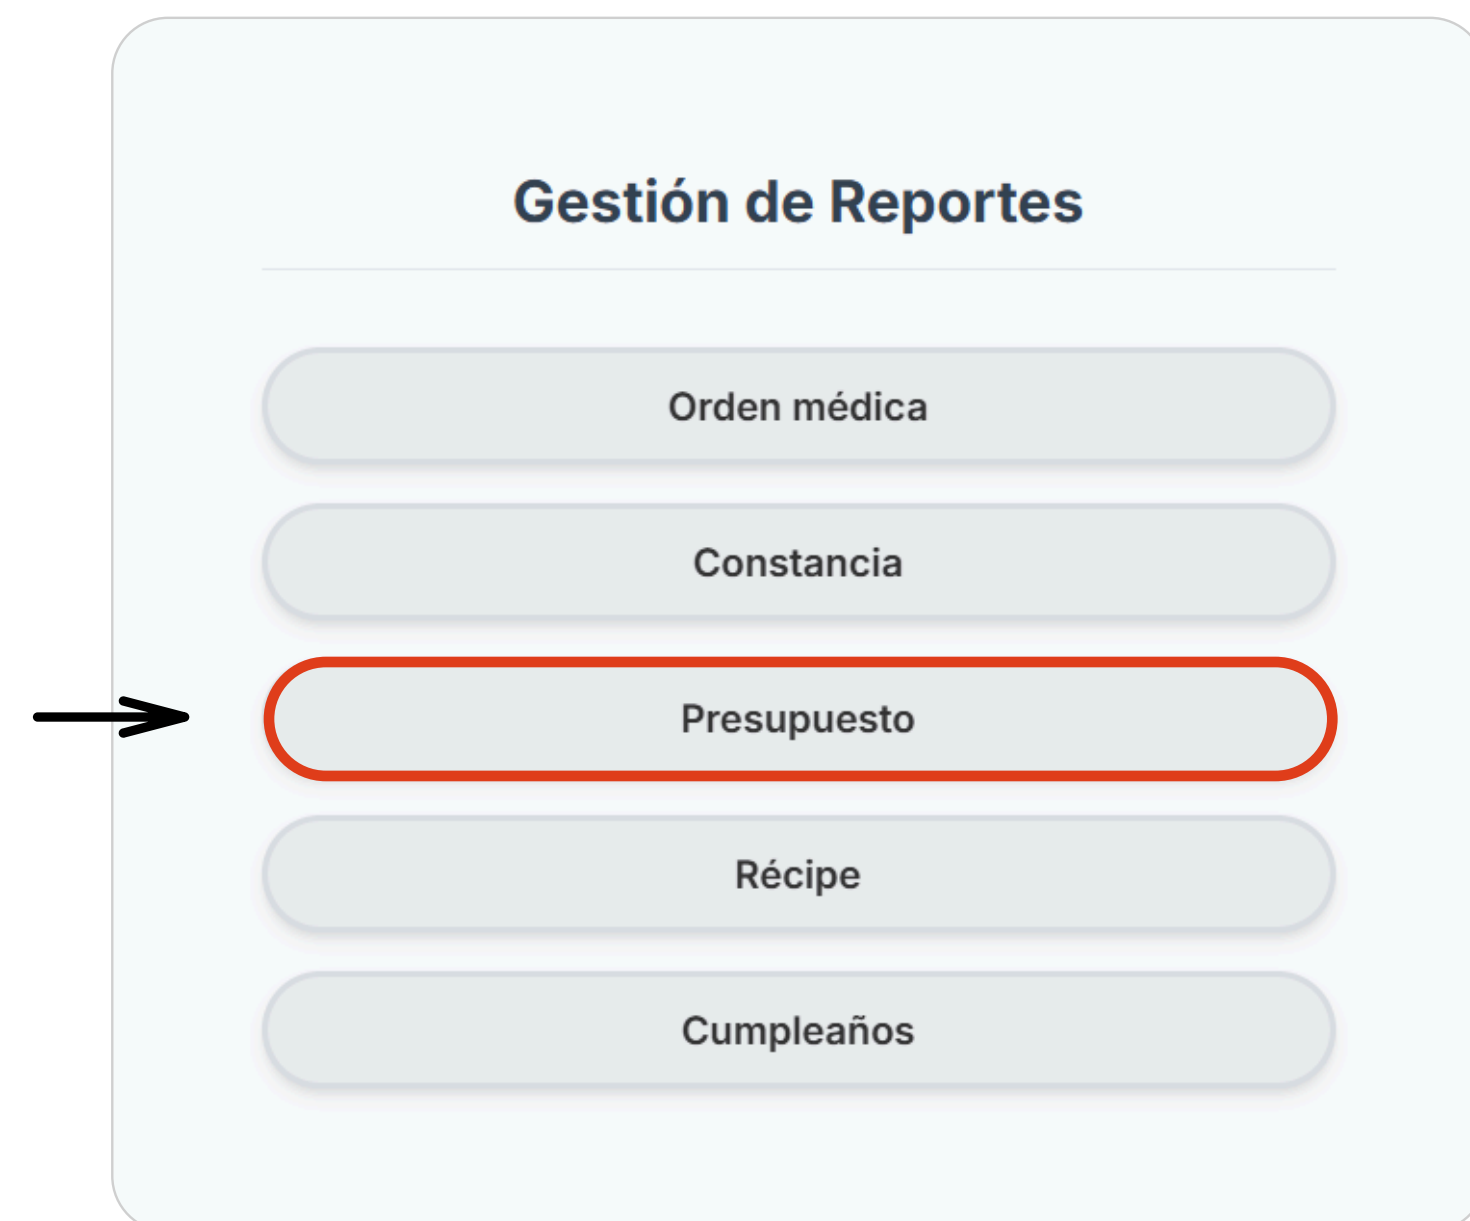 Gestión de Reportes
Orden médica
Constancia
Presupuesto
Récipe
Cumpleaños